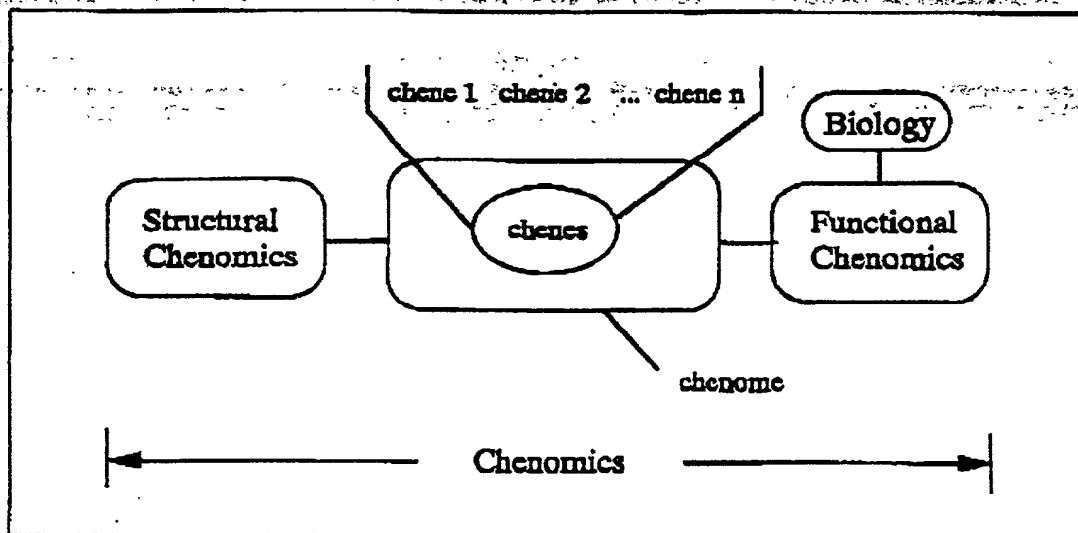 chene 1 chene 2 ... chene n
Biology
Structural
Chenomics
chenes
Functional
Chenomics
chenome
Chenomics